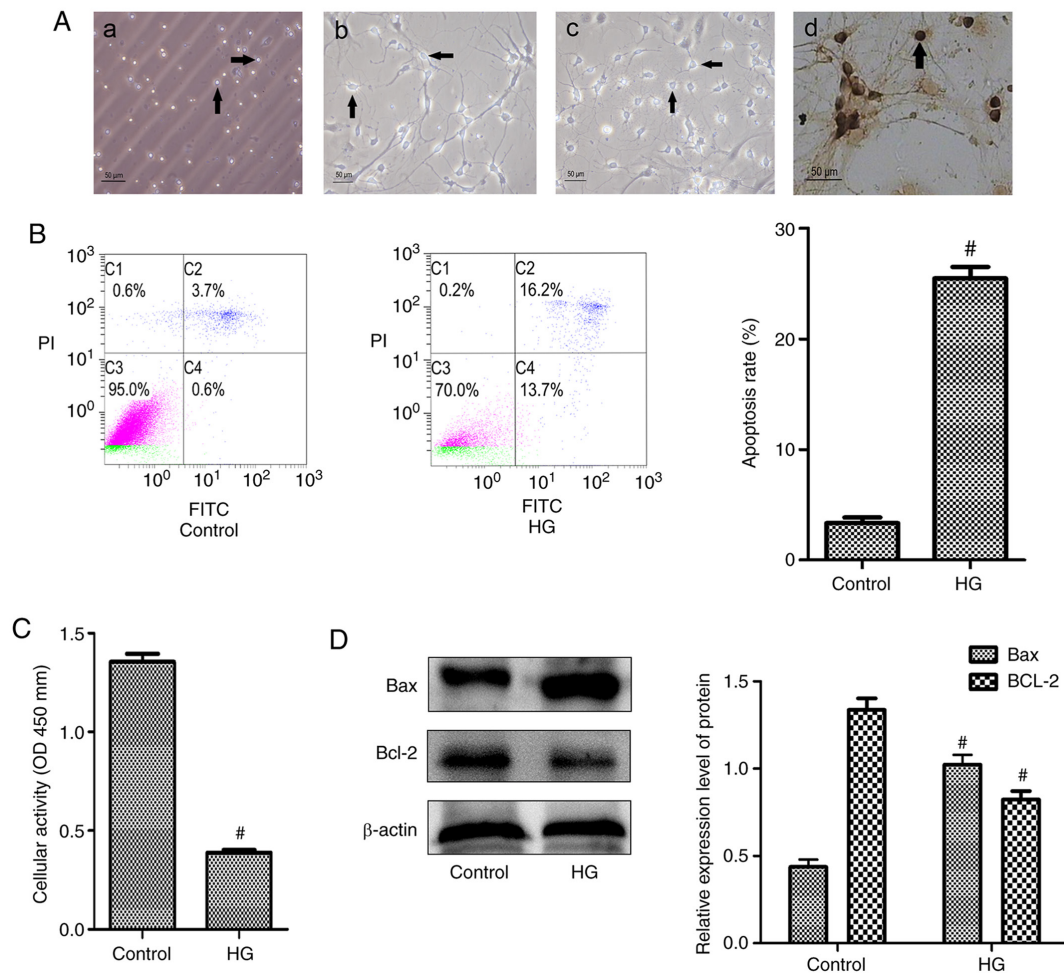 A
a
b
c
d
50 µm
50 µm
50 µm
50 µm
B
10³
10²
10¹
10⁰
PI
C1
0.6%
C2
3.7%
C3
95.0%
C4
0.6%
10⁰ 10¹ 10² 10³
FITC
Control
10³
10²
10¹
10⁰
PI
C1
0.2%
C2
16.2%
C3
70.0%
C4
13.7%
10⁰ 10¹ 10² 10³
FITC
HG
Apoptosis rate (%)
30
20
10
0
#
Control HG
C
Cellular activity (OD 450 mm)
1.5
1.0
0.5
0.0
#
Control HG
D
Bax
Bcl-2
β-actin
Control HG
Bax
BCL-2
Relative expression level of protein
1.5
1.0
0.5
0.0
#
#
Control HG